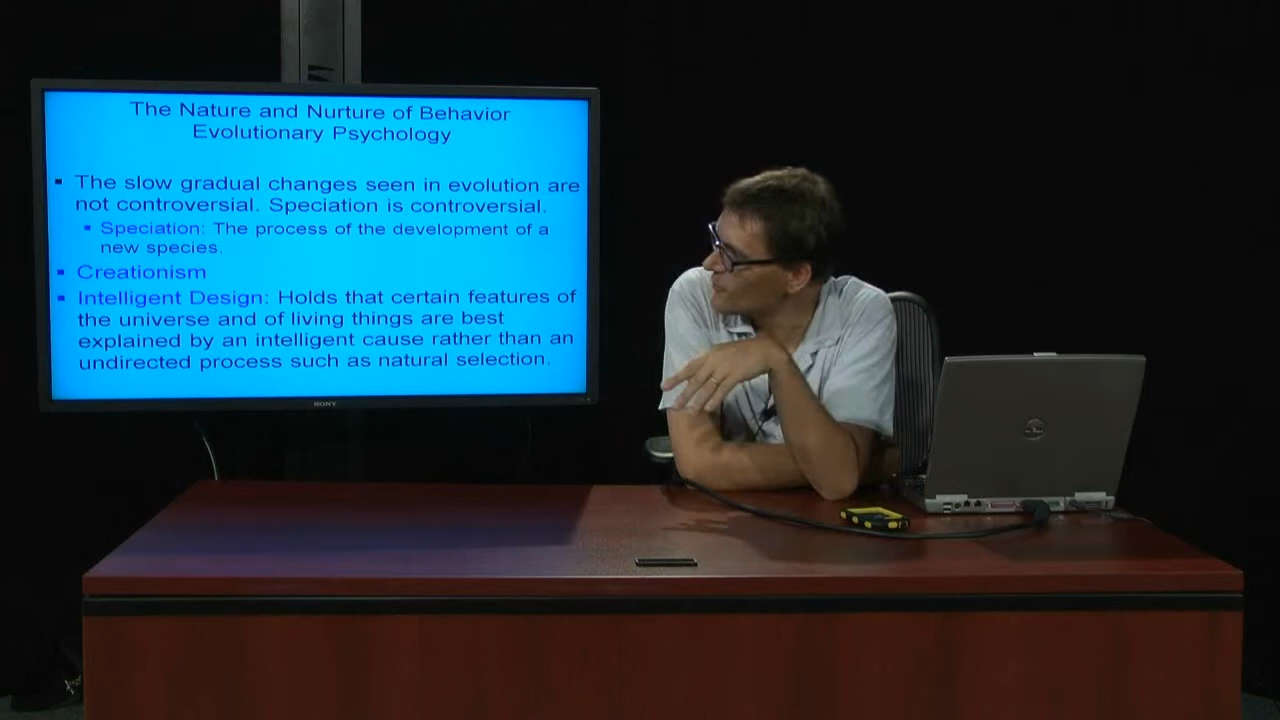 The Nature and Nurture of Behavior
Evolutionary Psychology
▪ The slow gradual changes seen in evolution are
not controversial. Speciation is controversial.
▪ Speciation: The process of the development of a
new species.
▪ Creationism
▪ Intelligent Design: Holds that certain features of
the universe and of living things are best
explained by an intelligent cause rather than an
undirected process such as natural selection.
SONY